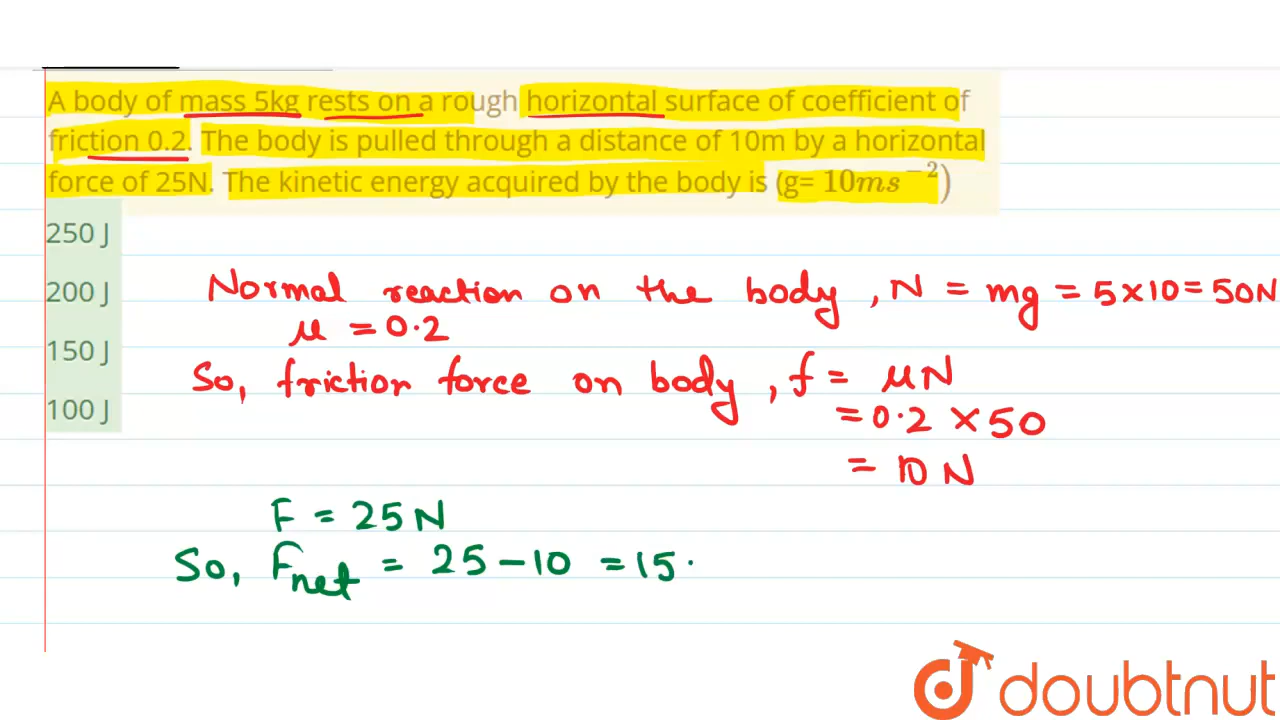 A body of mass 5kg rests on a rough horizontal surface of coefficient of
friction 0.2. The body is pulled through a distance of 10m by a horizontal
force of 25N. The kinetic energy acquired by the body is (g= 10ms⁻²)
250 J
200 J
150 J
100 J
Normal reaction on the body, N = mg = 5×10=50N
μ = 0.2
So, friction force on body, f = μN
= 0.2 × 50
= 10 N
F = 25 N
So, Fnet = 25 - 10 = 15.
doubtnut